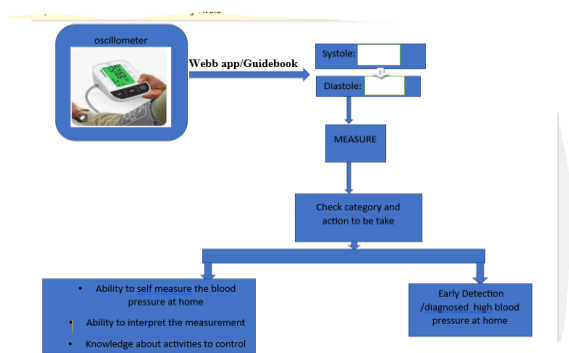 oscillometer
Webb app/Guidebook
Systole:
Diastole:
MEASURE
Check category and
action to be take
• Ability to self measure the blood
pressure at home
• Ability to interpret the measurement
• Knowledge about activities to control
Early Detection
/diagnosed high blood
pressure at home